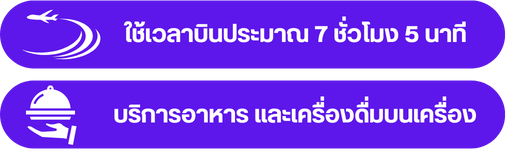 ใช้เวลาบินประมาณ 7 ชั่วโมง 5 นาที
บริการอาหาร และเครื่องดื่มบนเครื่อง